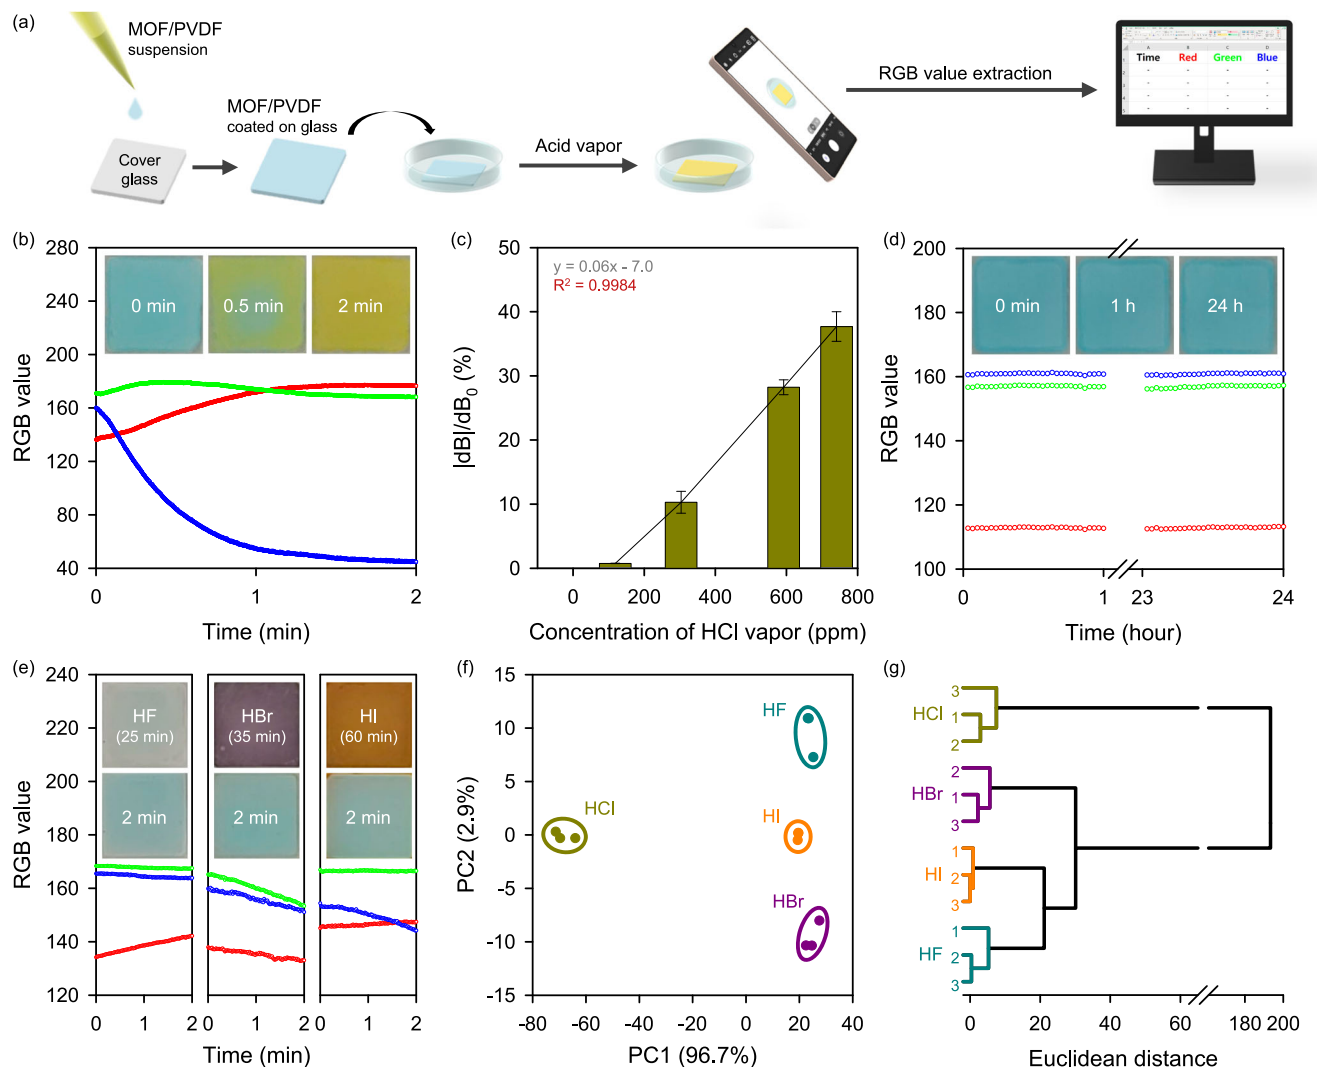 (a)
MOF/PVDF
suspension
MOF/PVDF
coated on glass
Cover
glass
Acid vapor
RGB value extraction
A B C D
Time Red Green Blue
(b)
280
240
200
160
120
80
40
RGB value
0 min
0.5 min
2 min
0 1 2
Time (min)
(c)
50
40
30
20
10
0
|dB|/dB0 (%)
y = 0.06x - 7.0
R² = 0.9984
0 200 400 600 800
Concentration of HCl vapor (ppm)
(d)
200
180
160
140
120
100
RGB value
0 min
1 h
24 h
0 1 23 24
Time (hour)
(e)
240
220
200
180
160
140
120
RGB value
HF
(25 min)
HBr
(35 min)
HI
(60 min)
2 min
2 min
2 min
0 1 2 0 1 2 0 1 2
Time (min)
(f)
15
10
5
0
-5
-10
-15
PC2 (2.9%)
HF
HCl
HI
HBr
-80 -60 -40 -20 0 20 40
PC1 (96.7%)
(g)
HCl
3
1
2
HBr
2
1
3
HI
1
2
3
HF
1
2
3
0 20 40 60 180 200
Euclidean distance